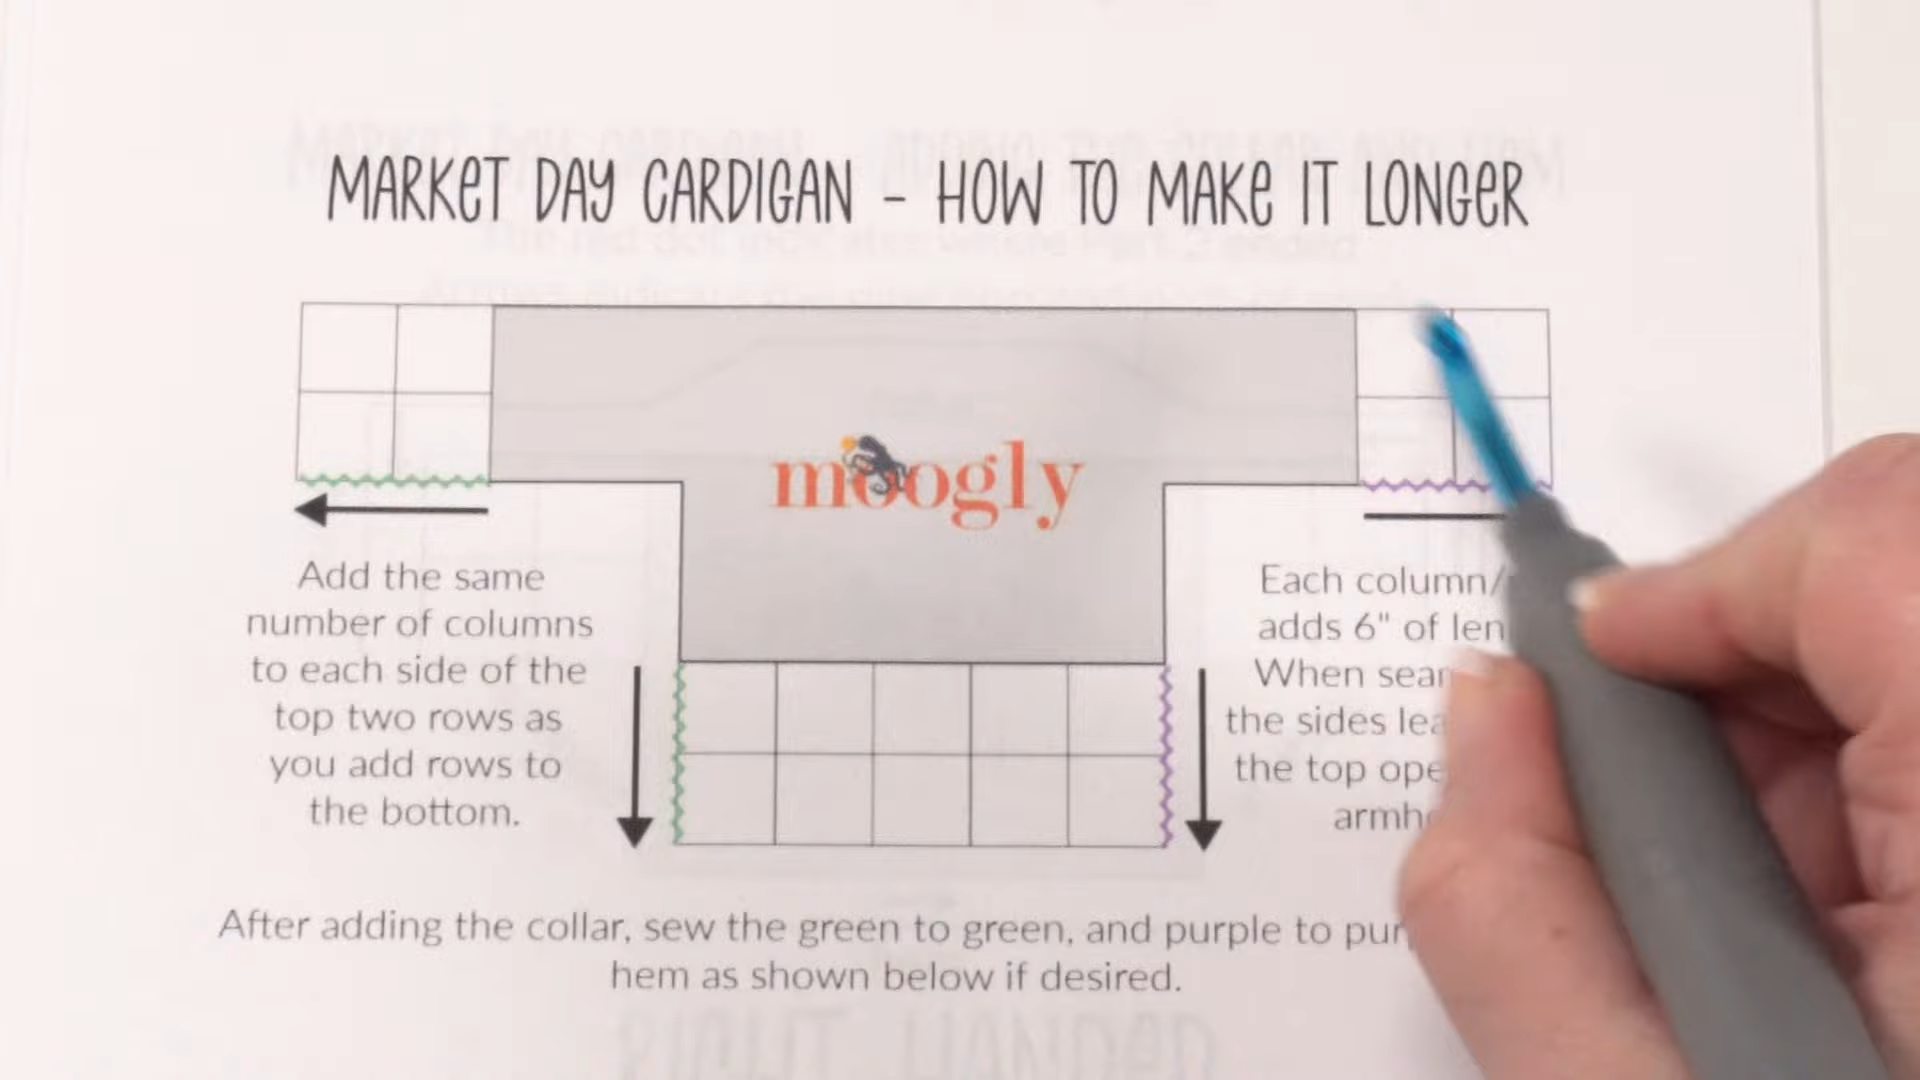 MARKET DAY CARDIGAN - HOW TO MAKE IT LONGER
moogly
Add the same
number of columns
to each side of the
top two rows as
you add rows to
the bottom.
Each column/
adds 6" of len
When sear
the sides lea
the top ope
armh
After adding the collar, sew the green to green, and purple to pur
hem as shown below if desired.
RIGHT HANDED